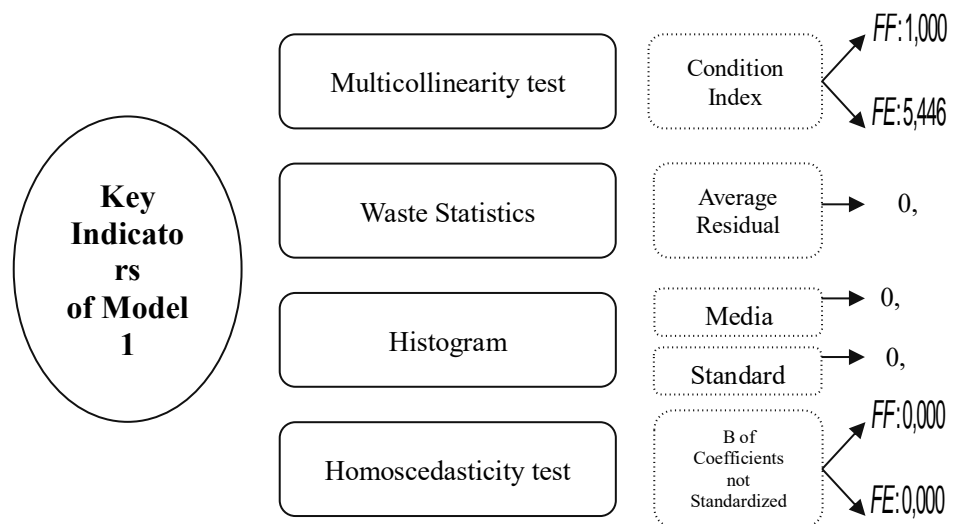 Key
Indicato
rs
of Model
1
Multicollinearity test
Condition
Index
FF:1,000
FE:5,446
Waste Statistics
Average
Residual
0,
Histogram
Media
0,
Standard
0,
Homoscedasticity test
B of
Coefficients
not
Standardized
FF:0,000
FE:0,000